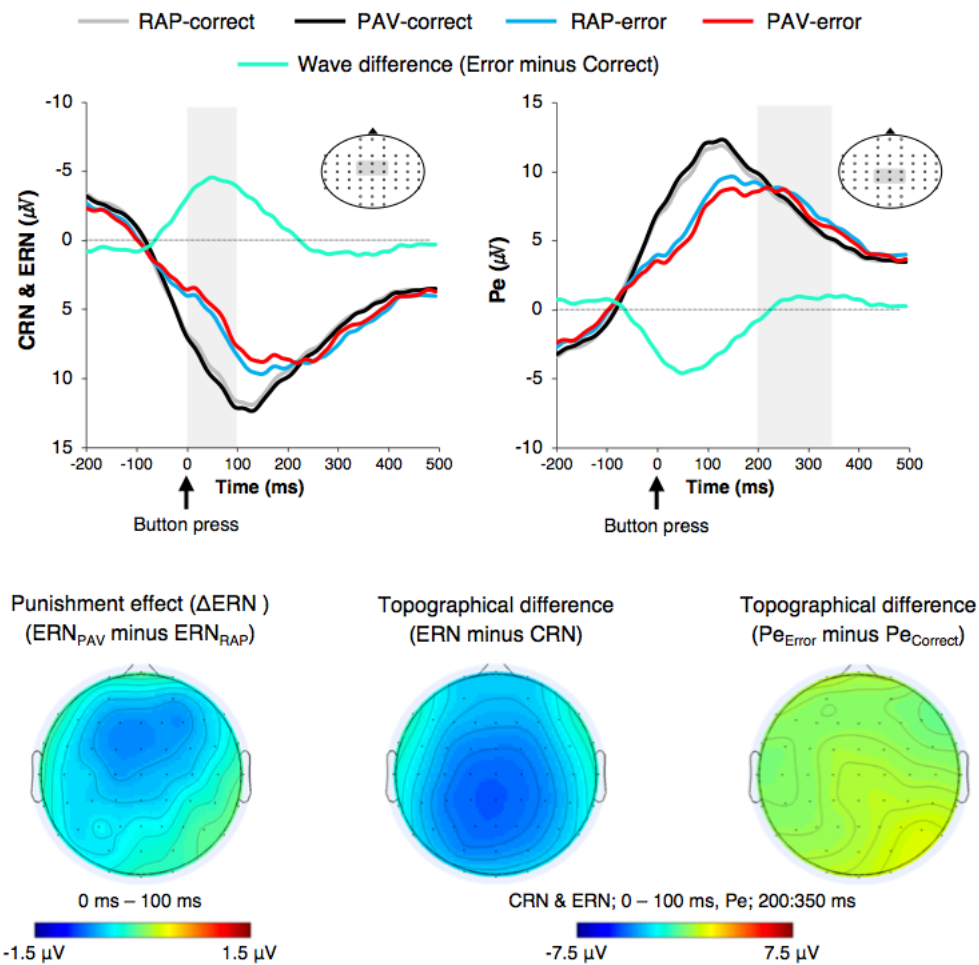 RAP-correct PAV-correct RAP-error PAV-error
Wave difference (Error minus Correct)
CRN & ERN (μV)
-10
-5
0
5
10
15
-200 -100 0 100 200 300 400 500
Time (ms)
Button press
Pe (μV)
15
10
5
0
-5
-10
-200 -100 0 100 200 300 400 500
Time (ms)
Button press
Punishment effect (ΔERN )
(ERNPAV minus ERNRAP)
Topographical difference
(ERN minus CRN)
Topographical difference
(PeError minus PeCorrect)
0 ms – 100 ms
-1.5 μV 1.5 μV
CRN & ERN; 0 – 100 ms, Pe; 200:350 ms
-7.5 μV 7.5 μV